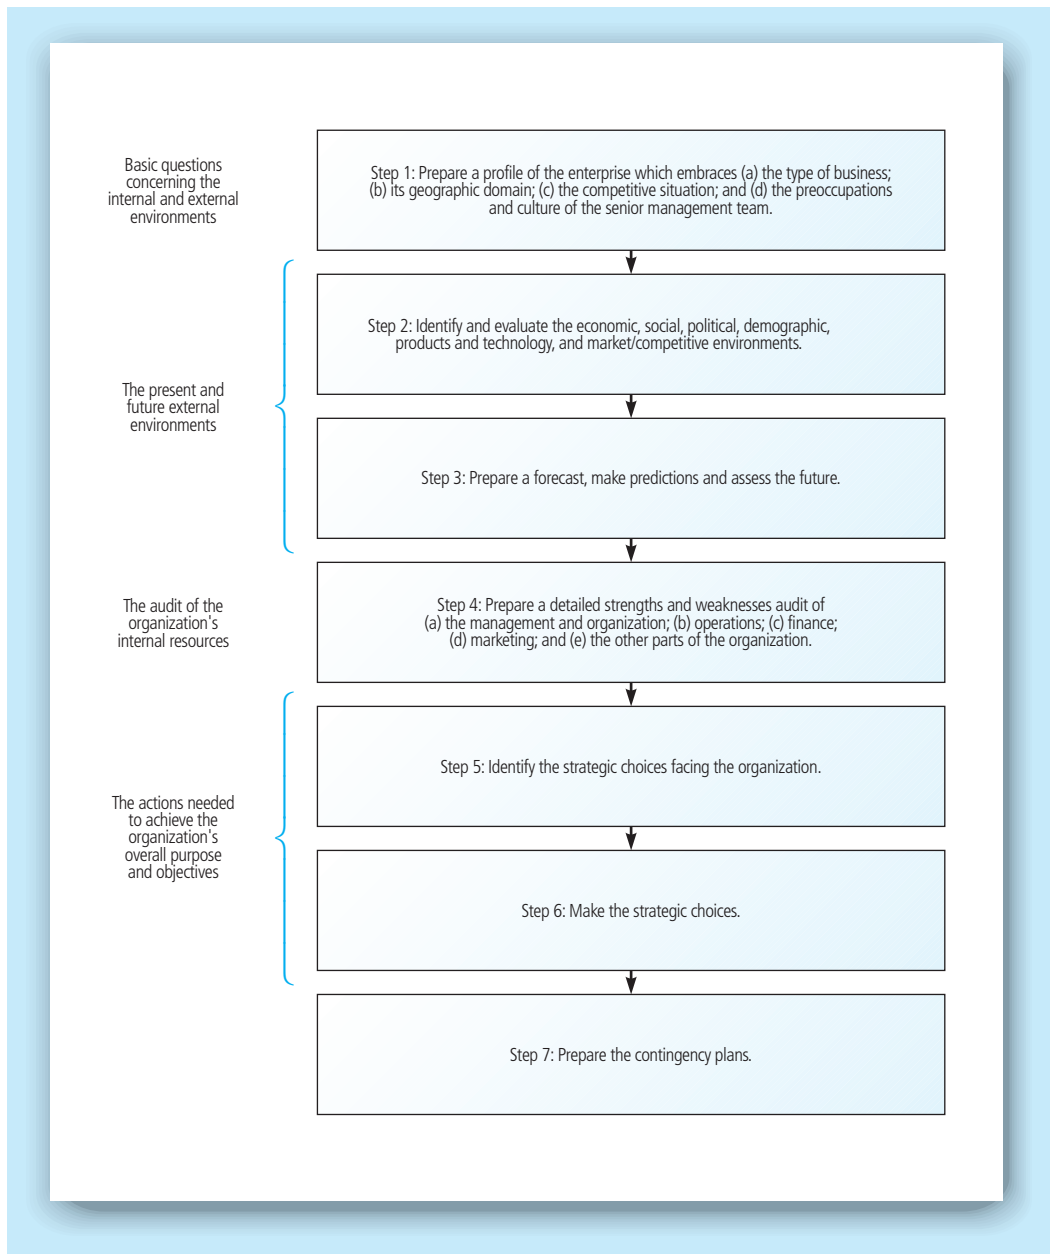 Basic questions
concerning the
internal and external
environments
Step 1: Prepare a profile of the enterprise which embraces (a) the type of business;
(b) its geographic domain; (c) the competitive situation; and (d) the preoccupations
and culture of the senior management team.
Step 2: Identify and evaluate the economic, social, political, demographic,
products and technology, and market/competitive environments.
The present and
future external
environments
Step 3: Prepare a forecast, make predictions and assess the future.
The audit of the
organization's
internal resources
Step 4: Prepare a detailed strengths and weaknesses audit of
(a) the management and organization; (b) operations; (c) finance;
(d) marketing; and (e) the other parts of the organization.
Step 5: Identify the strategic choices facing the organization.
The actions needed
to achieve the
organization's
overall purpose
and objectives
Step 6: Make the strategic choices.
Step 7: Prepare the contingency plans.